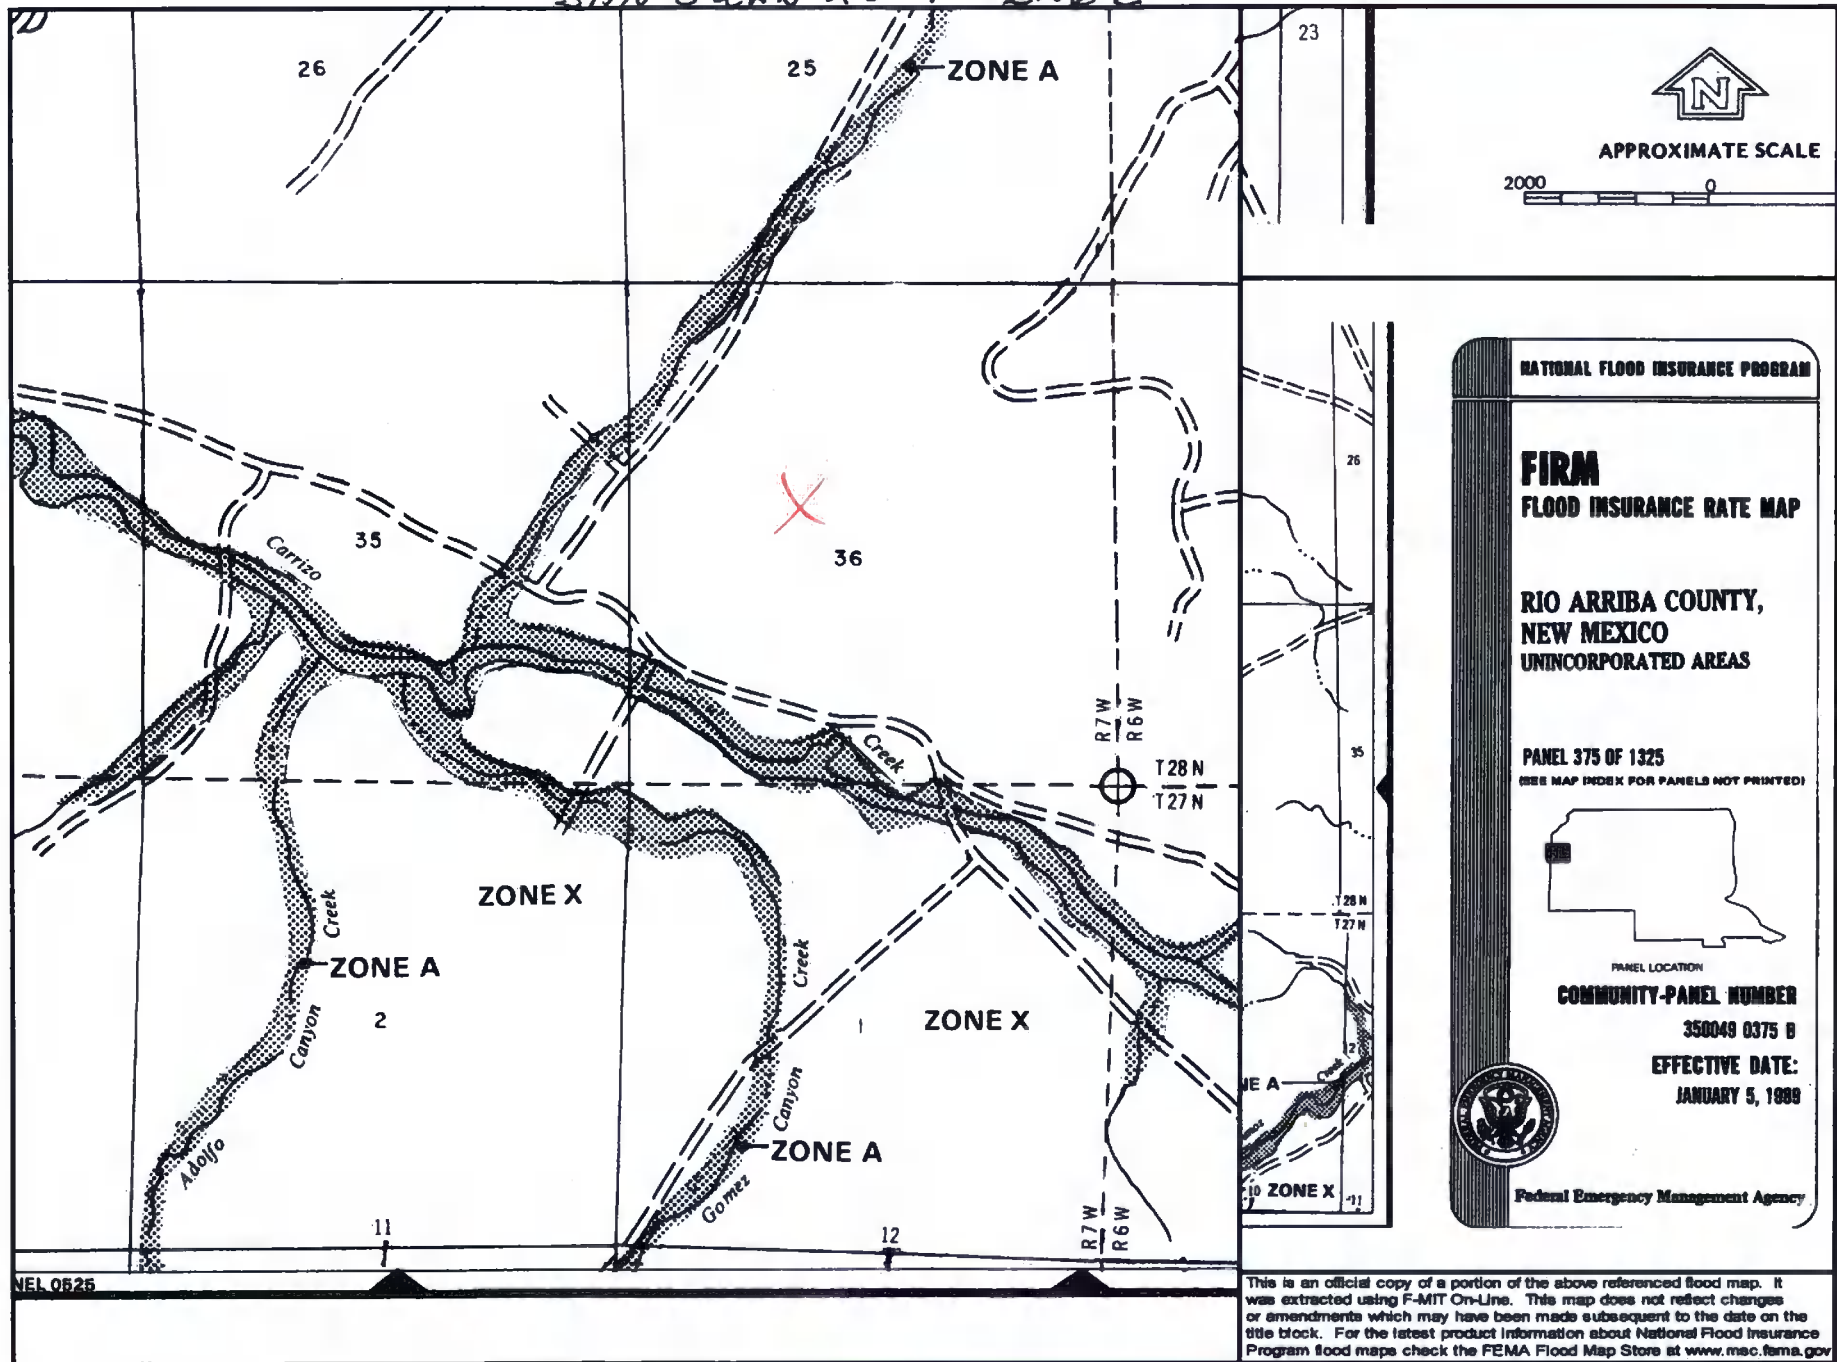 26
25
ZONE A
35
36
Carrizo
Creek
R7W
R6W
T28N
T27N
ZONE X
Creek
ZONE A
2
Canyon
Adolfo
Creek
1
ZONE X
Canyon
ZONE A
Gomez
11
12
R7W
R6W
NEL 0525
23
26
35
T28N
T27N
12
Creek
NE A
10 ZONE X 11
N
APPROXIMATE SCALE
2000 0
NATIONAL FLOOD INSURANCE PROGRAM
FIRM
FLOOD INSURANCE RATE MAP
RIO ARRIBA COUNTY,
NEW MEXICO
UNINCORPORATED AREAS
PANEL 375 OF 1325
(SEE MAP INDEX FOR PANELS NOT PRINTED)
PANEL LOCATION
COMMUNITY-PANEL NUMBER
350049 0375 B
EFFECTIVE DATE:
JANUARY 5, 1989
Federal Emergency Management Agency
This is an official copy of a portion of the above referenced flood map. It
was extracted using F-MIT On-Line. This map does not reflect changes
or amendments which may have been made subsequent to the date on the
title block. For the latest product information about National Flood Insurance
Program flood maps check the FEMA Flood Map Store at www.msc.fema.gov